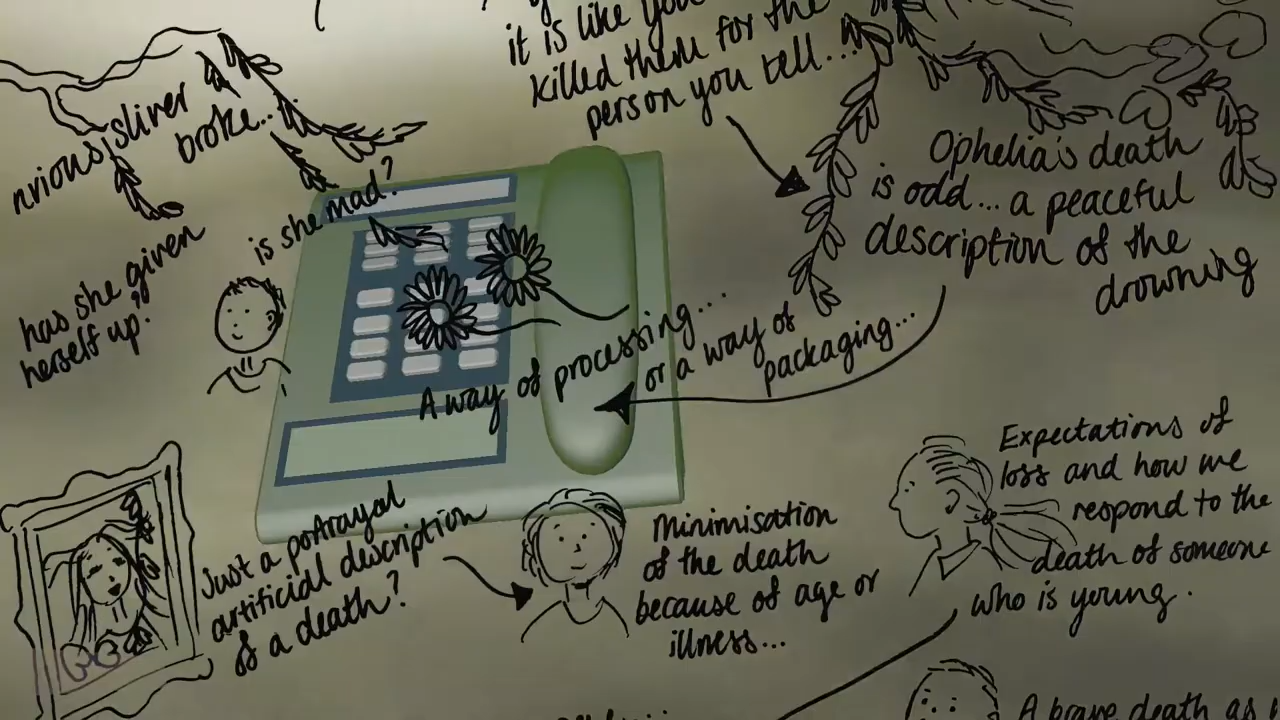 it is like you
killed them for the
person you tell...
nvious sliver
broke...
is she mad?
has she given
herself up?
Ophelia's death
is odd... a peaceful
description of the
drowning
A way of processing...
or a way of
packaging...
Expectations of
loss and how we
respond to the
death of someone
who is young.
Just a portrayal
artificial description
of a death?
Minimisation
of the death
because of age or
illness...
A brave death as